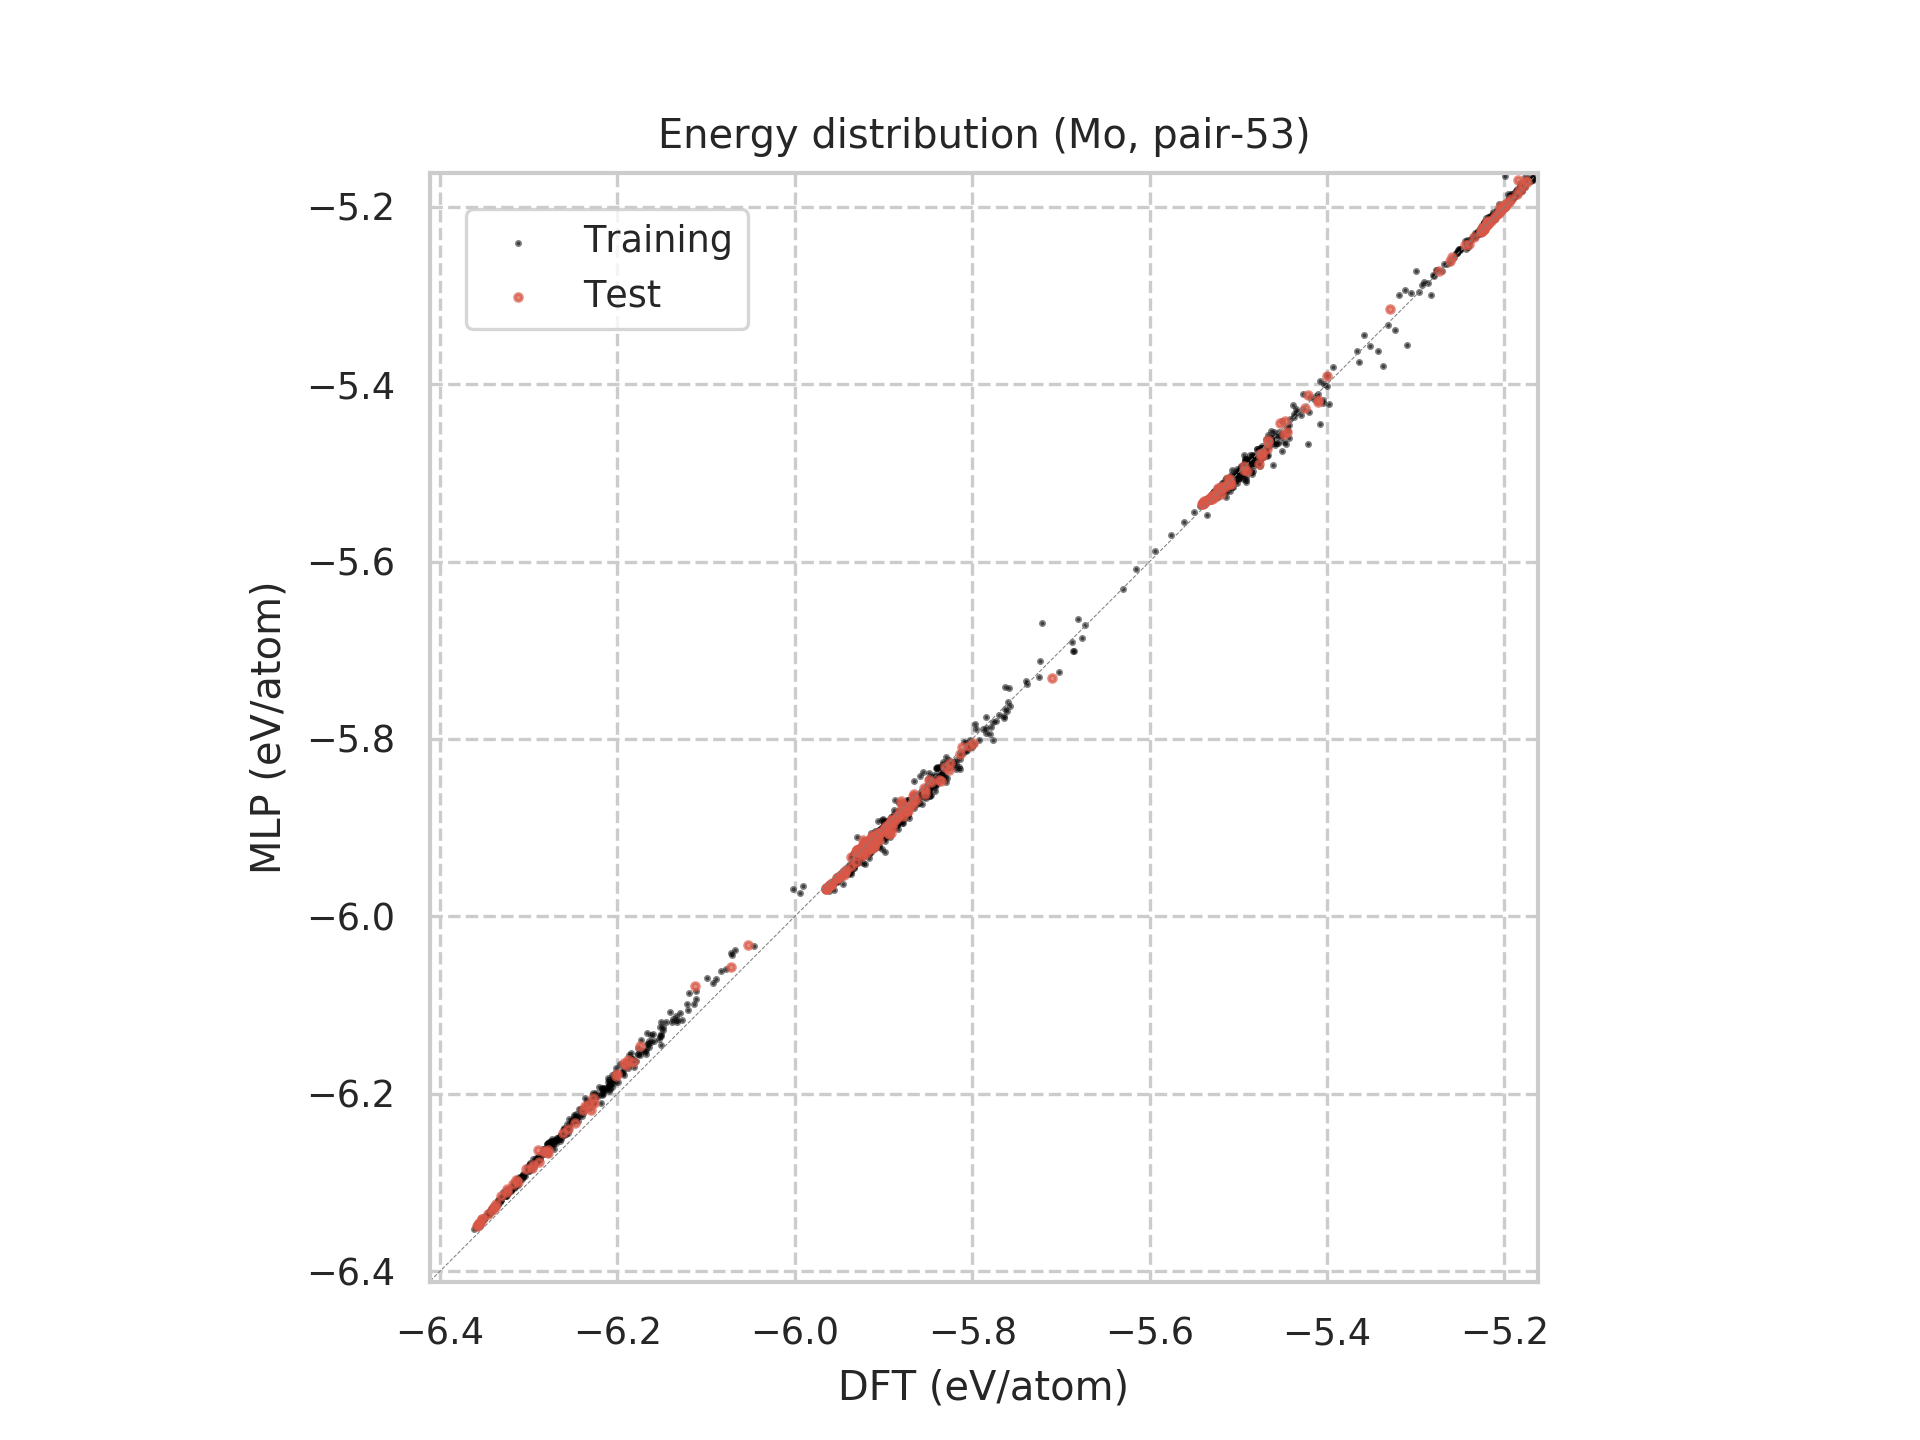 Energy distribution (Mo, pair-53)
Training
Test
−5.2
−5.4
−5.6
−5.8
−6.0
−6.2
−6.4
MLP (eV/atom)
−6.4 −6.2 −6.0 −5.8 −5.6 −5.4 −5.2
DFT (eV/atom)